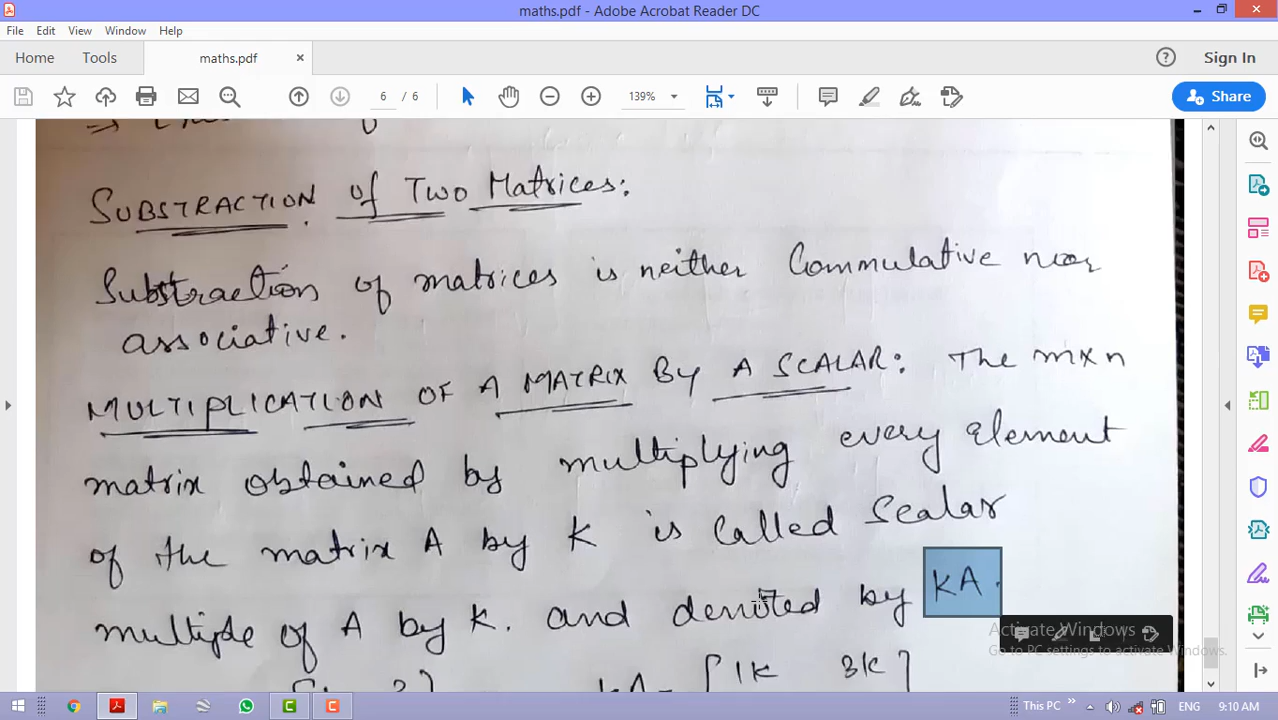 maths.pdf - Adobe Acrobat Reader DC
File Edit View Window Help
Home Tools maths.pdf × Sign In
6 / 6 139% Share
SUBSTRACTION of Two Matrices:
Substraction of matrices is neither Commulative nor
associative.
MULTIPLICATION OF A MATRIX By A SCALAR: The m×n
matrix obtained by multiplying every element
of the matrix A by K is called Scalar
multiple of A by K. and denoted by KA.
Activate Windows
Go to PC settings to activate Windows.
KA = [1K 3K]
This PC » ENG 9:10 AM